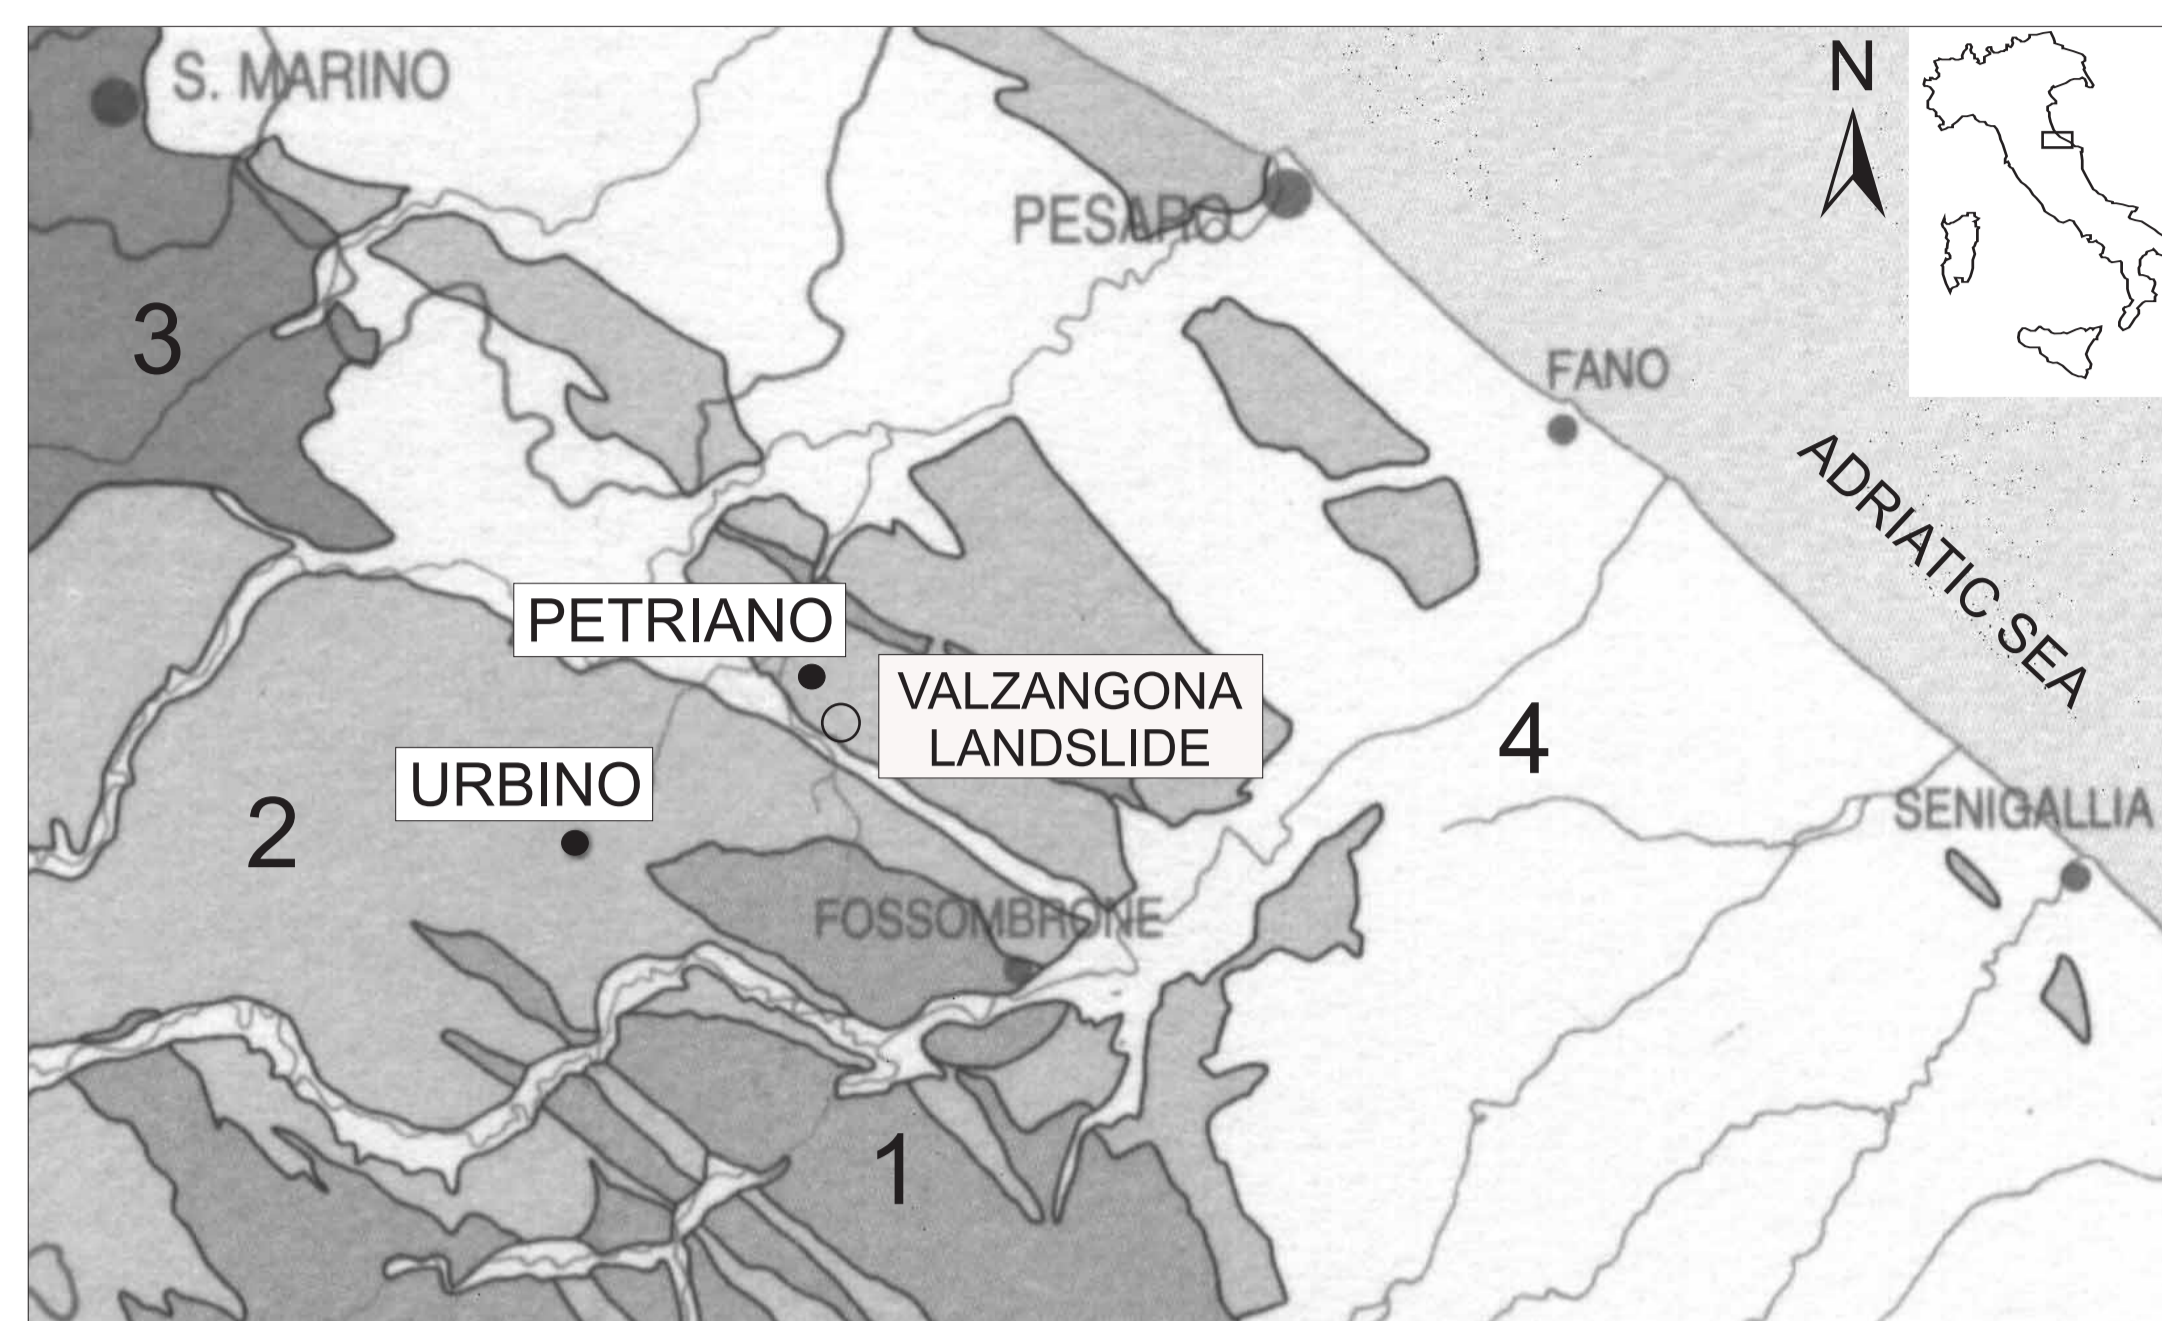 S. MARINO
N
PESARO
3
FANO
ADRIATIC SEA
PETRIANO
VALZANGONA
LANDSLIDE
4
URBINO
2
SENIGALLIA
FOSSOMBRONE
1